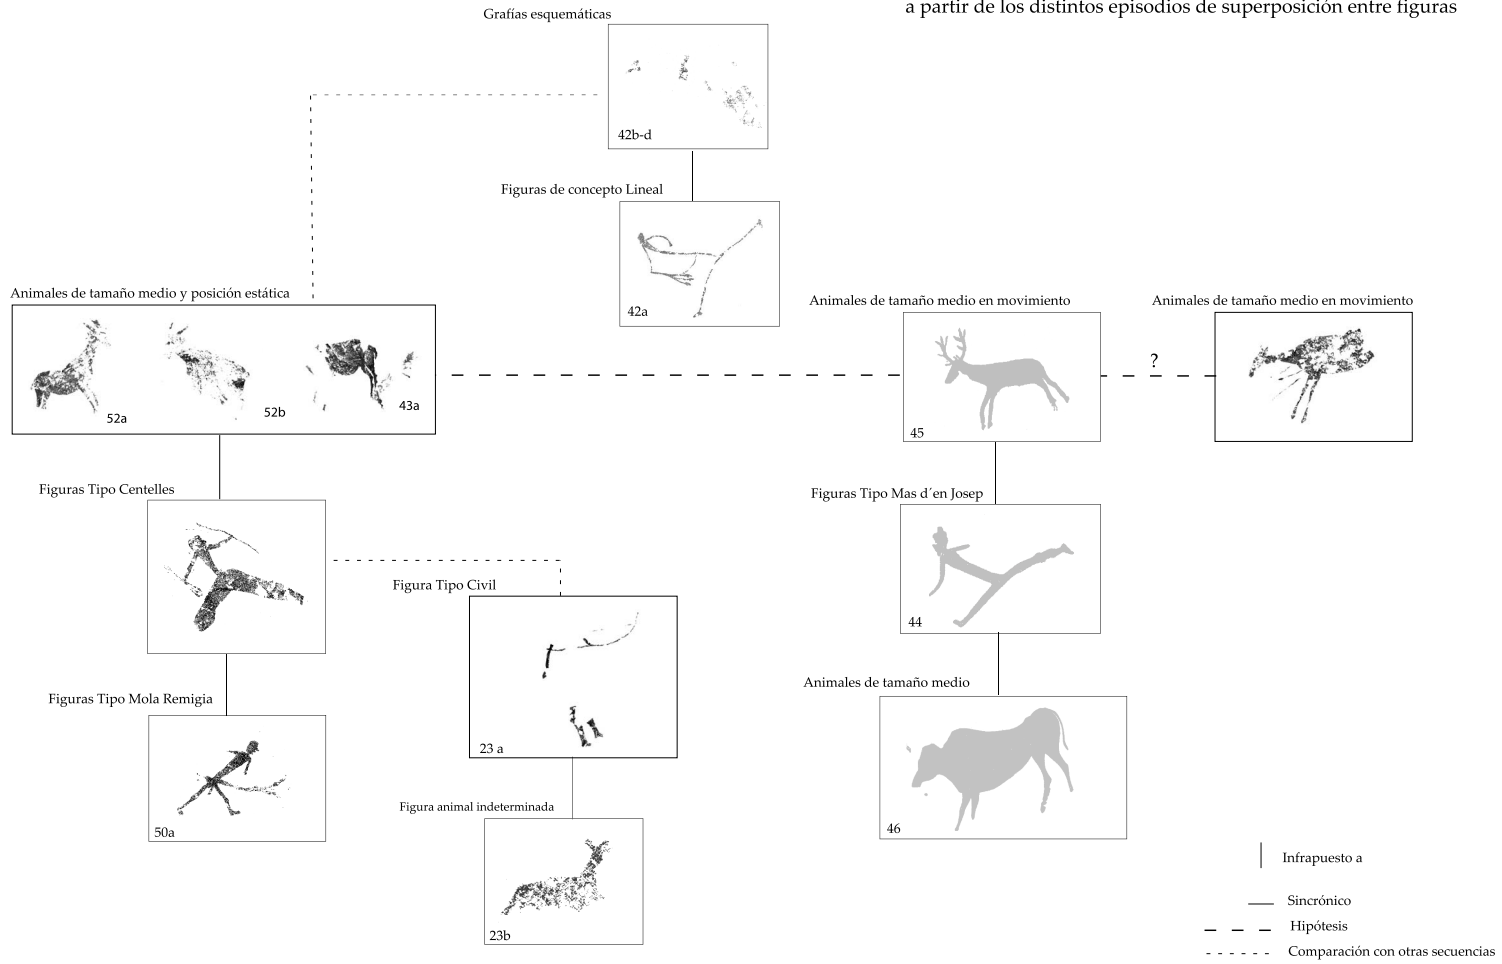 a partir de los distintos episodios de superposición entre figuras
Grafías esquemáticas
42b-d
Figuras de concepto Lineal
42a
Animales de tamaño medio y posición estática
52a
52b
43a
Animales de tamaño medio en movimiento
45
?
Animales de tamaño medio en movimiento
Figuras Tipo Centelles
Figuras Tipo Mas d´en Josep
44
Figura Tipo Civil
23 a
Figuras Tipo Mola Remigia
50a
Animales de tamaño medio
46
Figura animal indeterminada
23b
Infrapuesto a
Sincrónico
Hipótesis
Comparación con otras secuencias